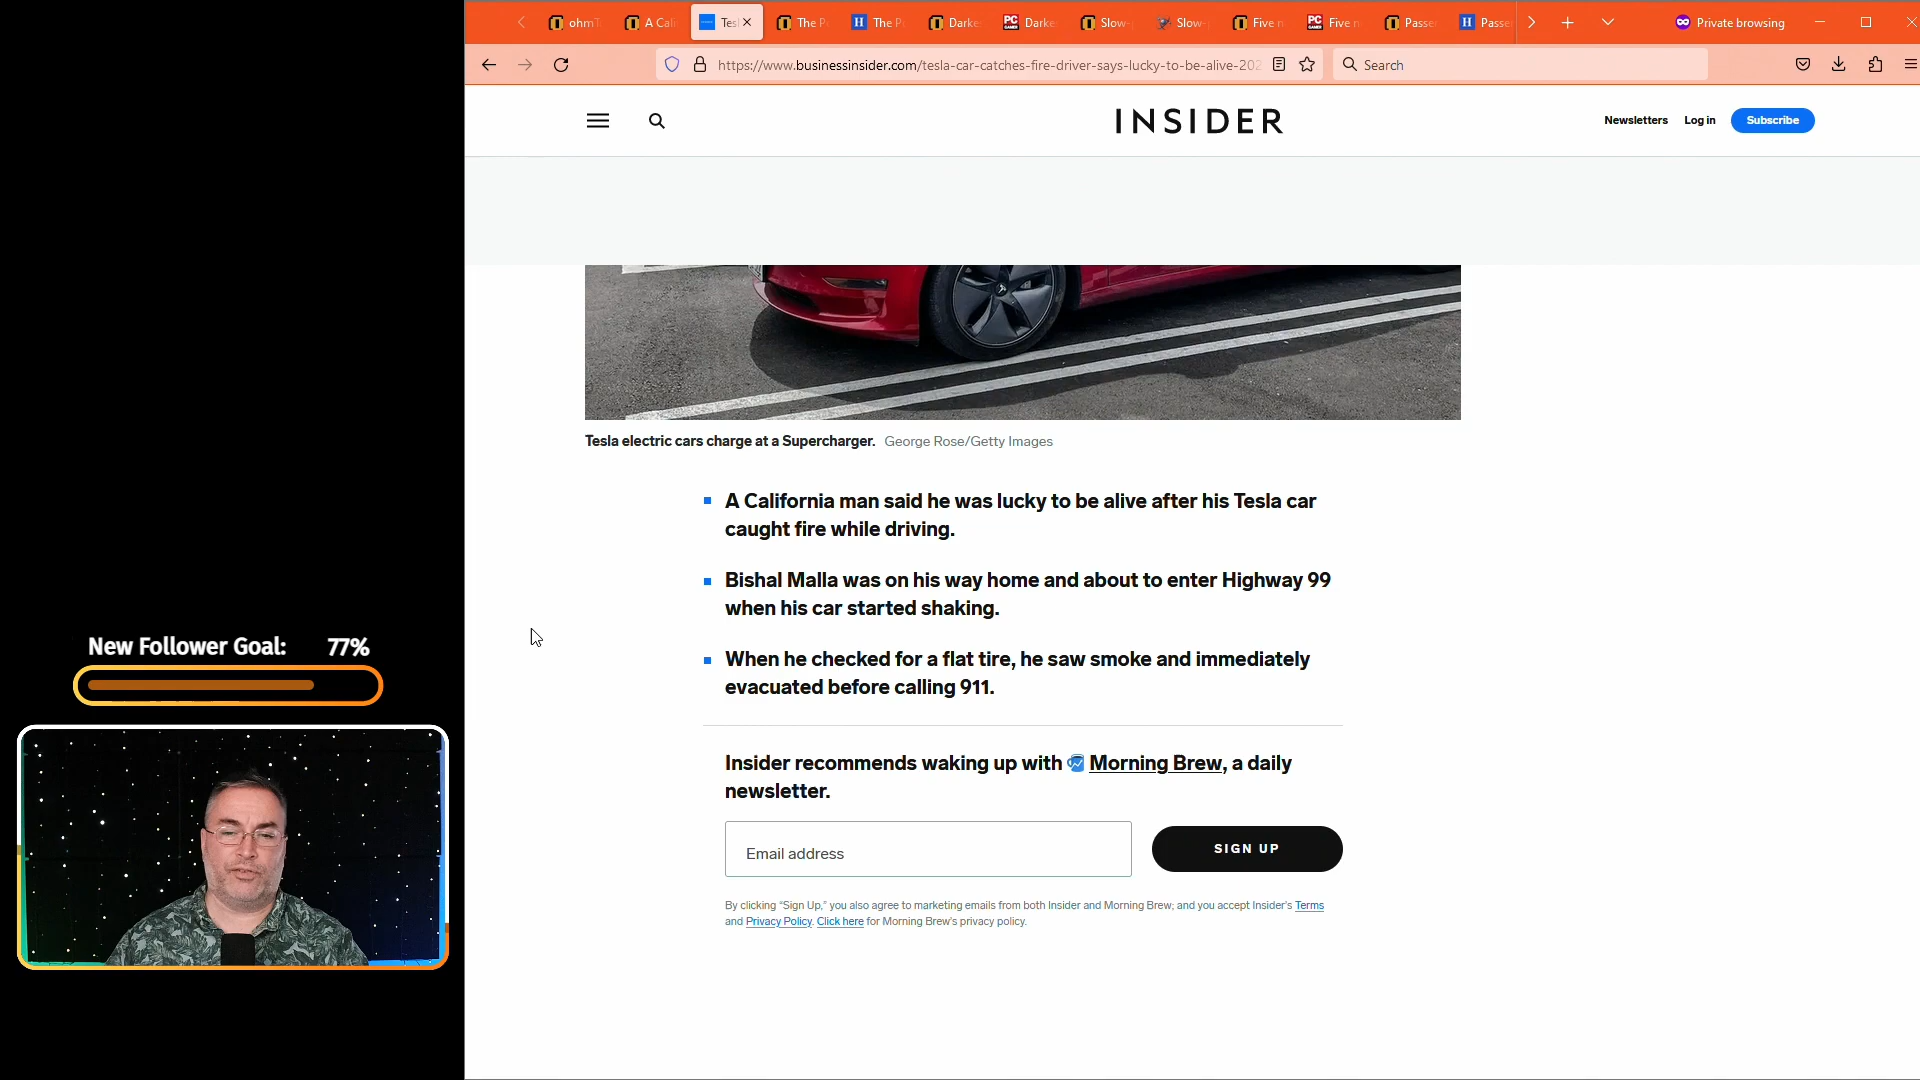 ohmT
A Cali
Tes
The P
The P
Darke
Darke
Slow-
Slow-
Five n
Five n
Passe
Passe
Private browsing
https://www.businessinsider.com/tesla-car-catches-fire-driver-says-lucky-to-be-alive-202
Search
INSIDER
Newsletters
Log in
Subscribe
Tesla electric cars charge at a Supercharger. George Rose/Getty Images
A California man said he was lucky to be alive after his Tesla car
caught fire while driving.
Bishal Malla was on his way home and about to enter Highway 99
when his car started shaking.
When he checked for a flat tire, he saw smoke and immediately
evacuated before calling 911.
New Follower Goal: 77%
Insider recommends waking up with Morning Brew, a daily
newsletter.
Email address
SIGN UP
By clicking “Sign Up,” you also agree to marketing emails from both Insider and Morning Brew; and you accept Insider's Terms
and Privacy Policy. Click here for Morning Brew's privacy policy.